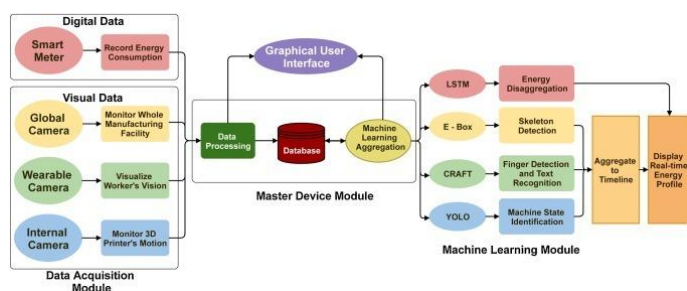 Digital Data
Smart
Meter
Record Energy
Consumption
Visual Data
Global
Camera
Monitor Whole
Manufacturing
Facility
Wearable
Camera
Visualize
Worker's Vision
Internal
Camera
Monitor 3D
Printer's Motion
Data Acquisition
Module
Graphical User
Interface
Data
Processing
Database
Machine
Learning
Aggregation
Master Device Module
LSTM
Energy
Disaggregation
E - Box
Skeleton
Detection
CRAFT
Finger Detection
and Text
Recognition
YOLO
Machine State
Identification
Machine Learning Module
Aggregate
to
Timeline
Display
Real-time
Energy
Profile